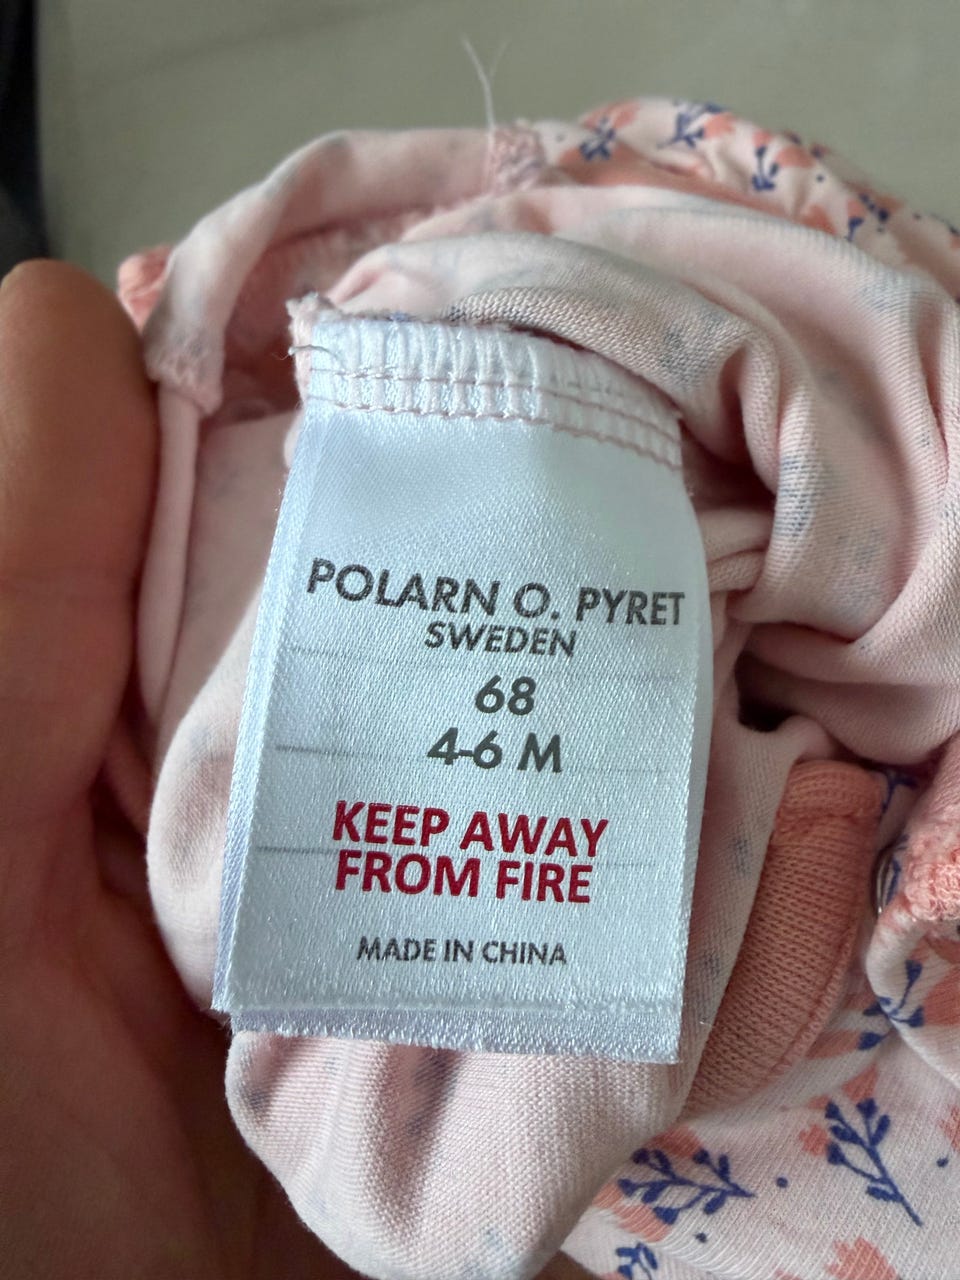 POLARN O. PYRET
SWEDEN
68
4-6 M
KEEP AWAY
FROM FIRE
MADE IN CHINA